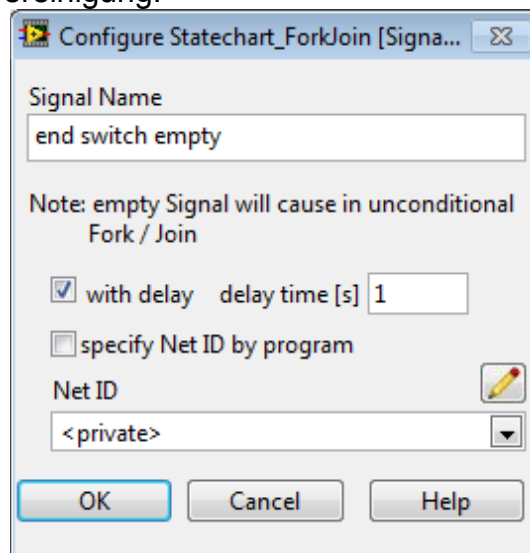 Configure Statechart_ForkJoin [Signa...
Signal Name
end switch empty
Note: empty Signal will cause in unconditional
Fork / Join
with delay delay time [s] 1
specify Net ID by program
Net ID
<private>
OK Cancel Help